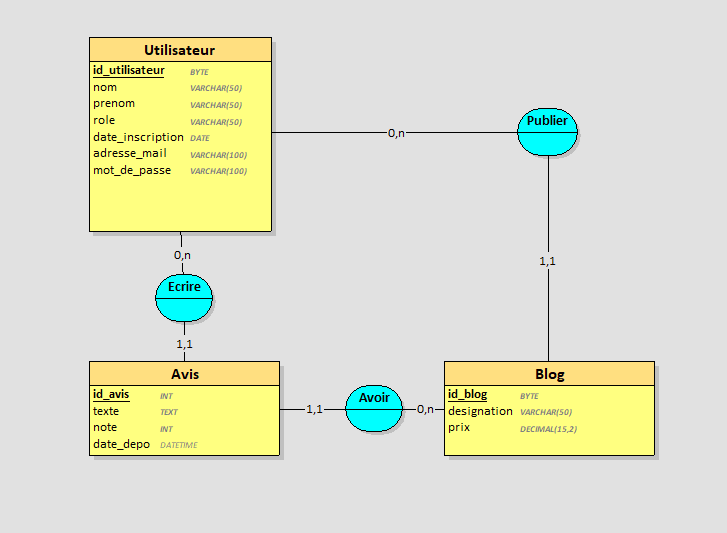 Utilisateur
id_utilisateur BYTE
nom VARCHAR(50)
prenom VARCHAR(50)
role VARCHAR(50)
date_inscription DATE
adresse_mail VARCHAR(100)
mot_de_passe VARCHAR(100)
0,n
Publier
0,n
Ecrire
1,1
1,1
Avis
id_avis INT
texte TEXT
note INT
date_depo DATETIME
1,1
Avoir
0,n
Blog
id_blog BYTE
designation VARCHAR(50)
prix DECIMAL(15,2)